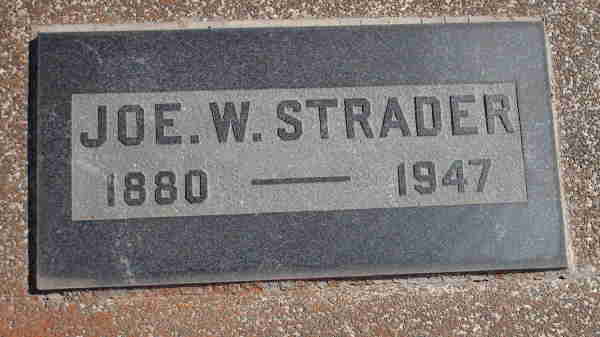 JOE. W. STRADER
1880 — 1947